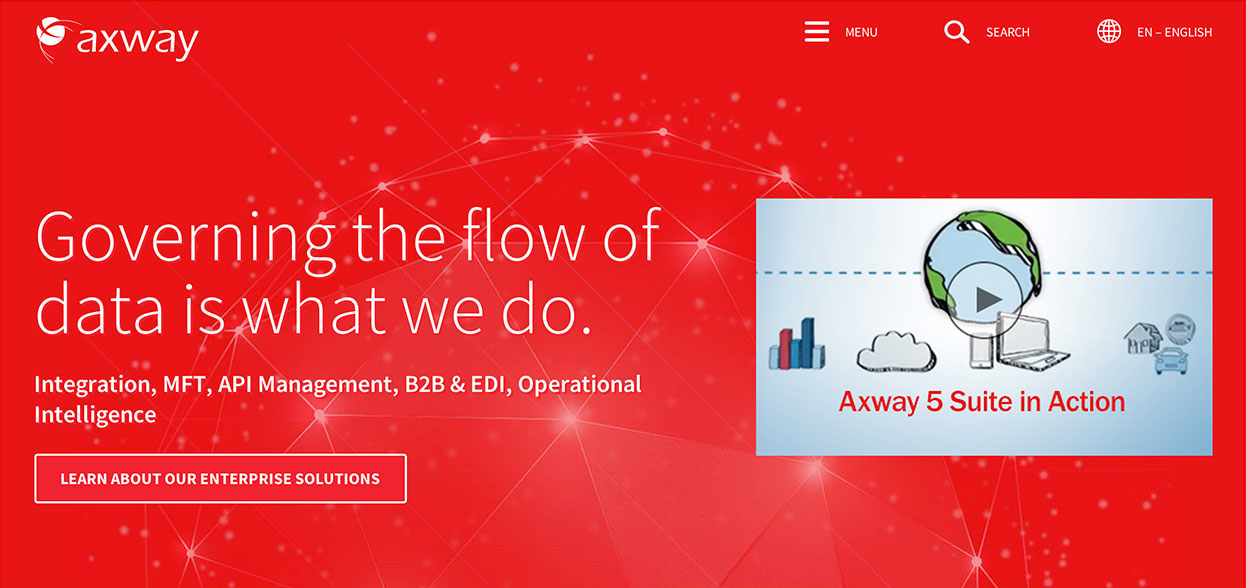 axway
MENU
SEARCH
EN – ENGLISH
Governing the flow of
data is what we do.
Integration, MFT, API Management, B2B & EDI, Operational
Intelligence
LEARN ABOUT OUR ENTERPRISE SOLUTIONS
Axway 5 Suite in Action